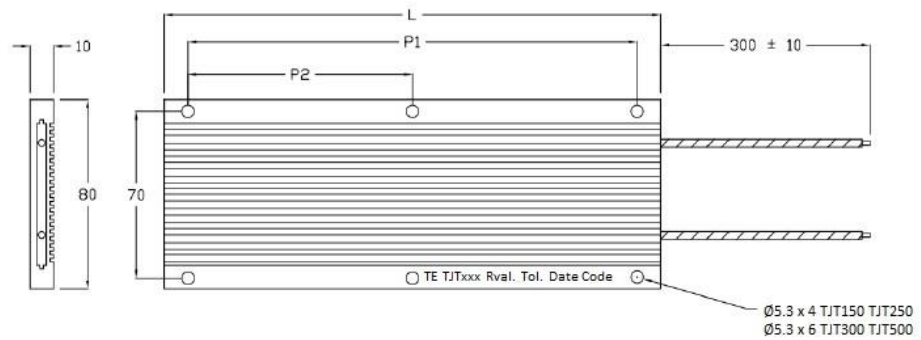 L
10
P1
300 ± 10
P2
80
70
TE TJTxxx Rval. Tol. Date Code
Ø5.3 x 4 TJT150 TJT250
Ø5.3 x 6 TJT300 TJT500